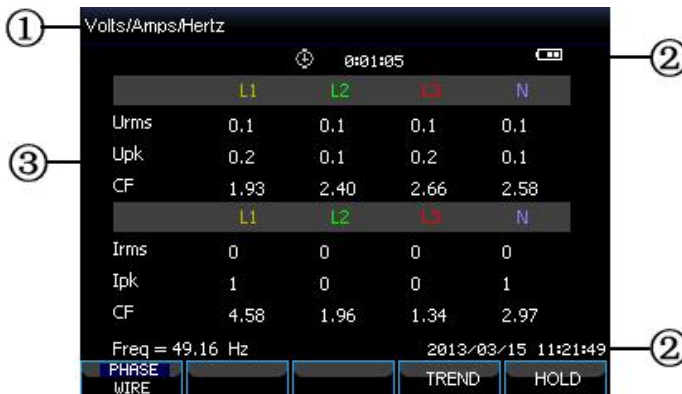 ① Volts/Amps/Hertz
0:01:05 ②
L1 L2 L3 N
Urms 0.1 0.1 0.1 0.1
③ Upk 0.2 0.1 0.2 0.1
CF 1.93 2.40 2.66 2.58
L1 L2 L3 N
Irms 0 0 0 0
Ipk 1 0 0 1
CF 4.58 1.96 1.34 2.97
Freq = 49.16 Hz 2013/03/15 11:21:49 ②
PHASE TREND HOLD
WIRE